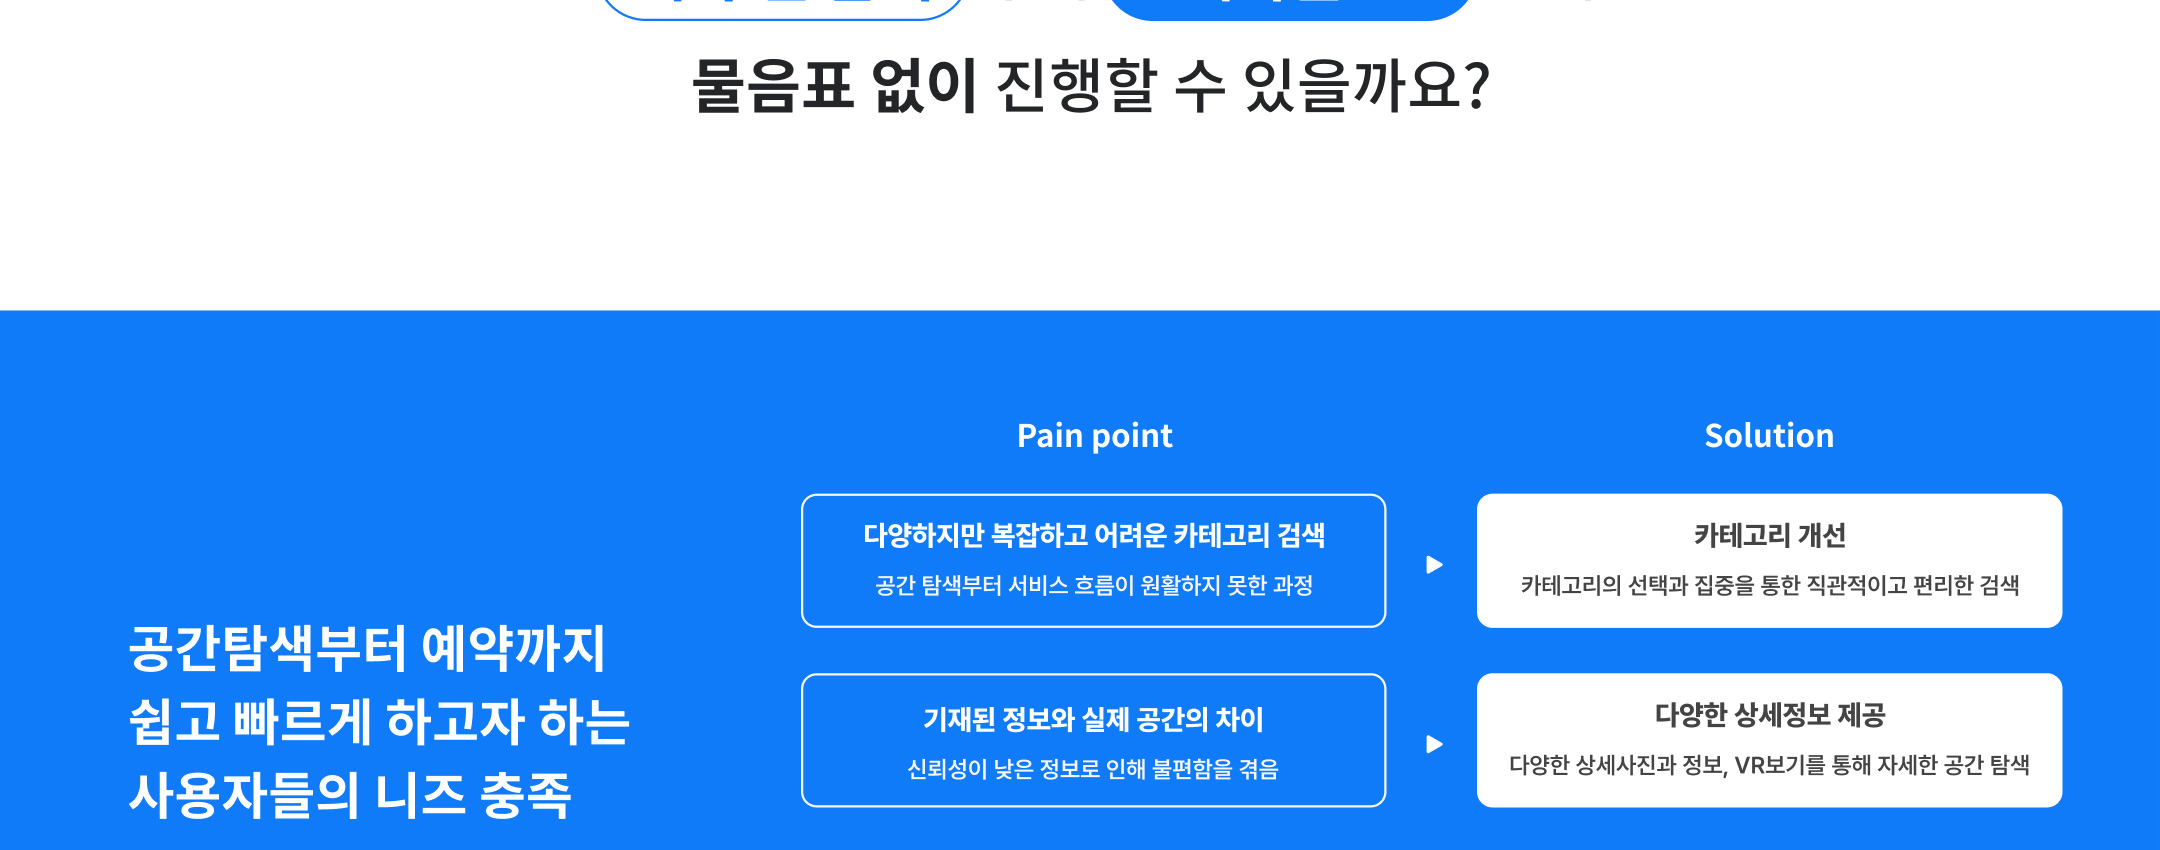 물음표 없이 진행할 수 있을까요?
Pain point
Solution
다양하지만 복잡하고 어려운 카테고리 검색
공간 탐색부터 서비스 흐름이 원활하지 못한 과정
카테고리 개선
카테고리의 선택과 집중을 통한 직관적이고 편리한 검색
공간탐색부터 예약까지
쉽고 빠르게 하고자 하는
사용자들의 니즈 충족
기재된 정보와 실제 공간의 차이
신뢰성이 낮은 정보로 인해 불편함을 겪음
다양한 상세정보 제공
다양한 상세사진과 정보, VR보기를 통해 자세한 공간 탐색